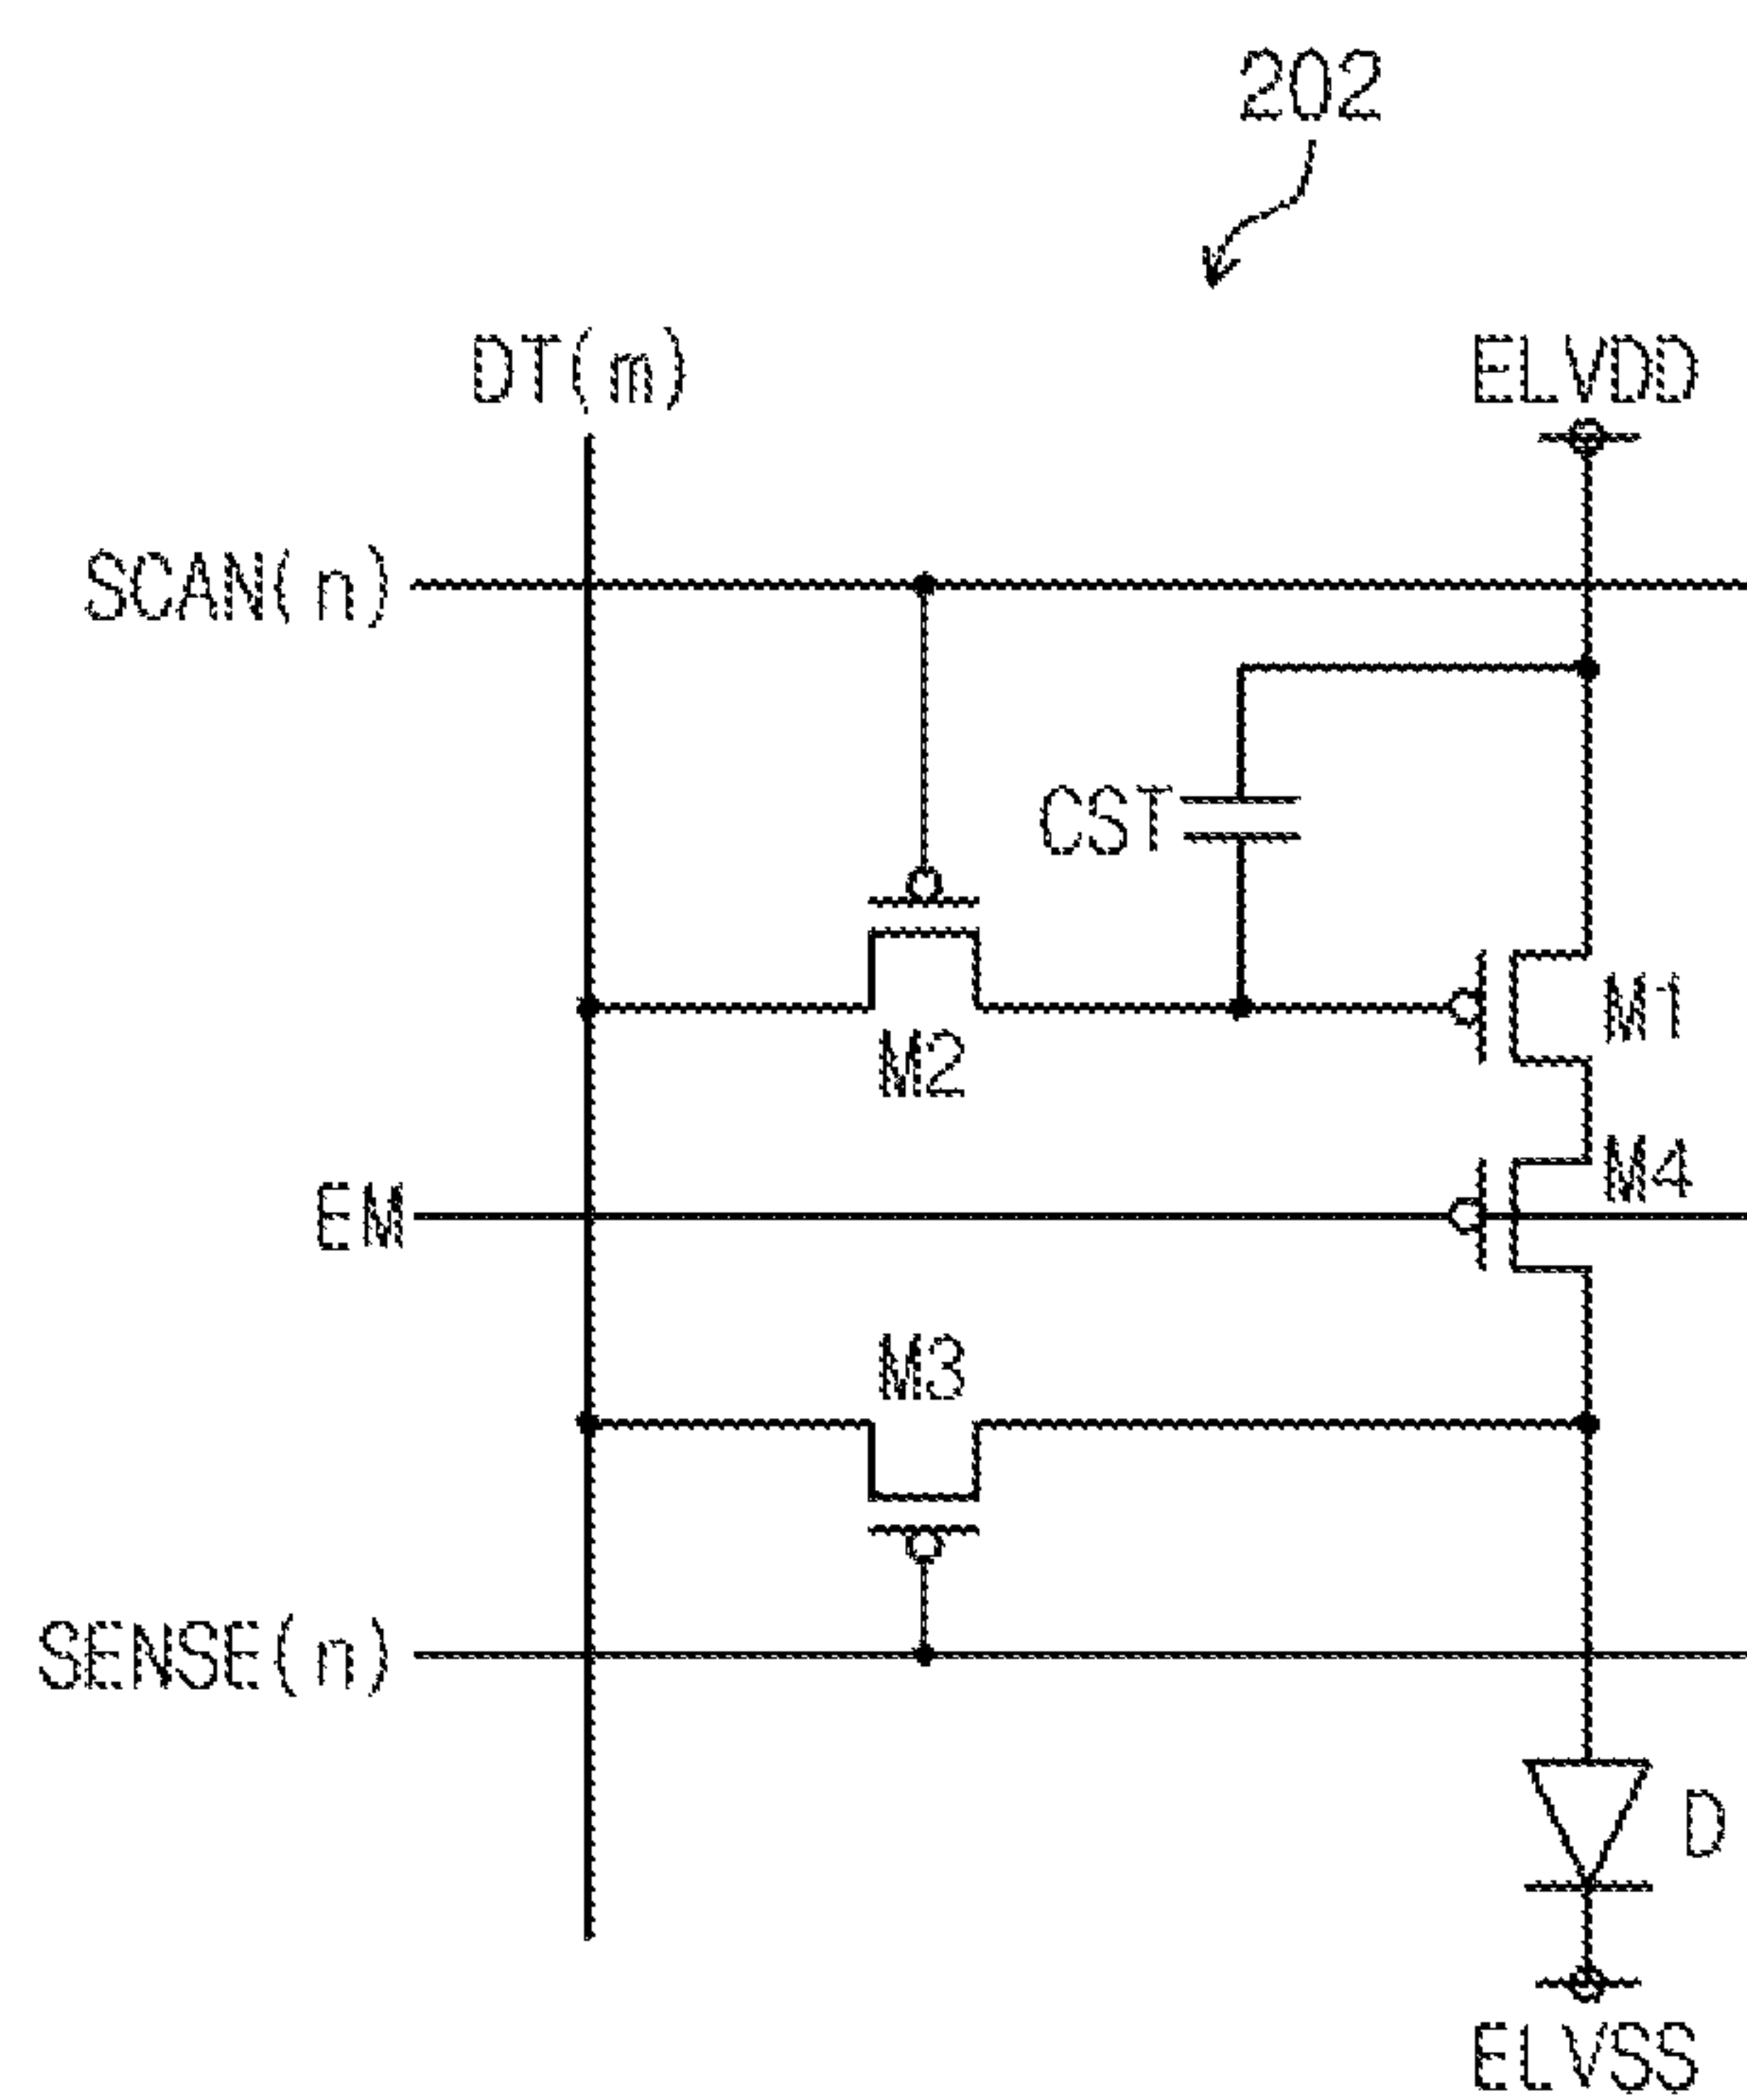 202
DT(m)
ELVDD
SCAN(n)
CST
M1
M2
M4
EM
M3
SENSE(n)
D
ELVSS